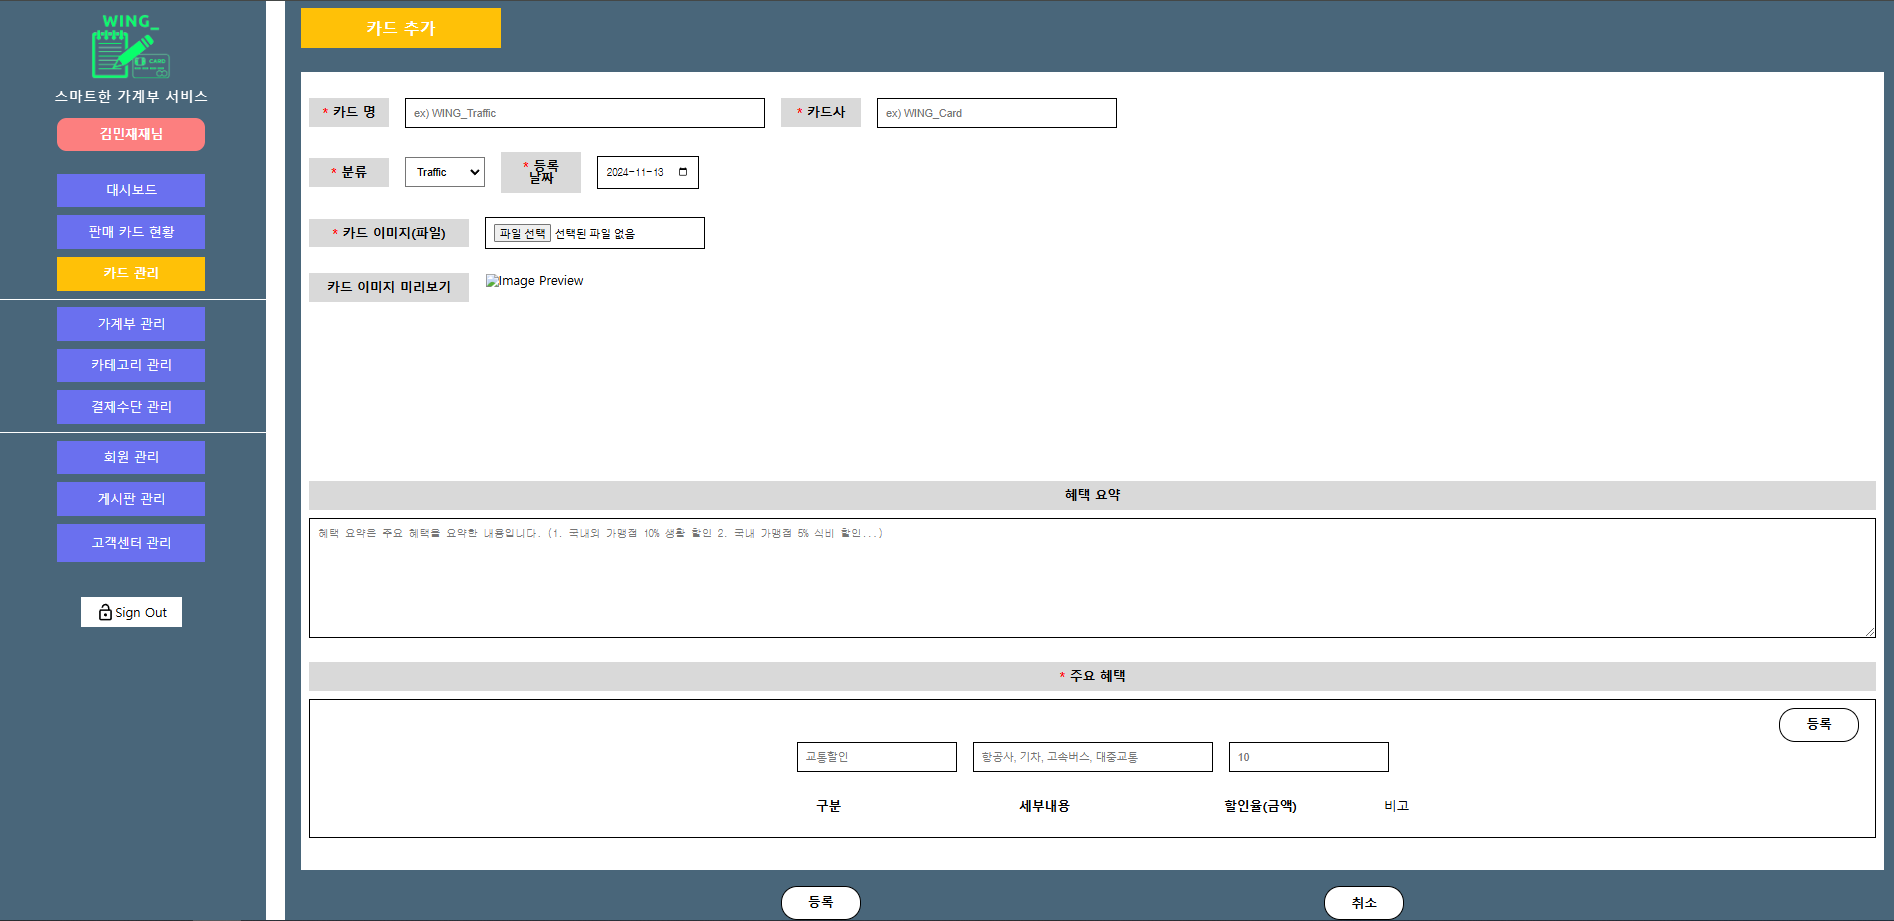 WING_
CARD
스마트한 가계부 서비스
김민재재님
대시보드
판매 카드 현황
카드 관리
가계부 관리
카테고리 관리
결제수단 관리
회원 관리
게시판 관리
고객센터 관리
Sign Out
카드 추가
* 카드 명 ex) WING_Traffic * 카드사 ex) WING_Card
* 분류 Traffic * 등록
날짜 2024-11-13
* 카드 이미지(파일) 파일 선택 선택된 파일 없음
카드 이미지 미리보기 Image Preview
혜택 요약
혜택 요약은 주요 혜택을 요약한 내용입니다. (1. 국내외 가맹점 10% 생활 할인 2. 국내 가맹점 5% 식비 할인...)
* 주요 혜택
등록
교통할인 항공사, 기차, 고속버스, 대중교통 10
구분 세부내용 할인율(금액) 비고
등록 취소